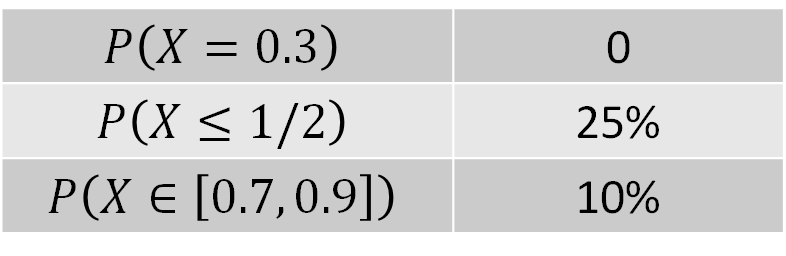 P(X = 0.3) 0
P(X ≤ 1/2) 25%
P(X ∈ [0.7, 0.9]) 10%